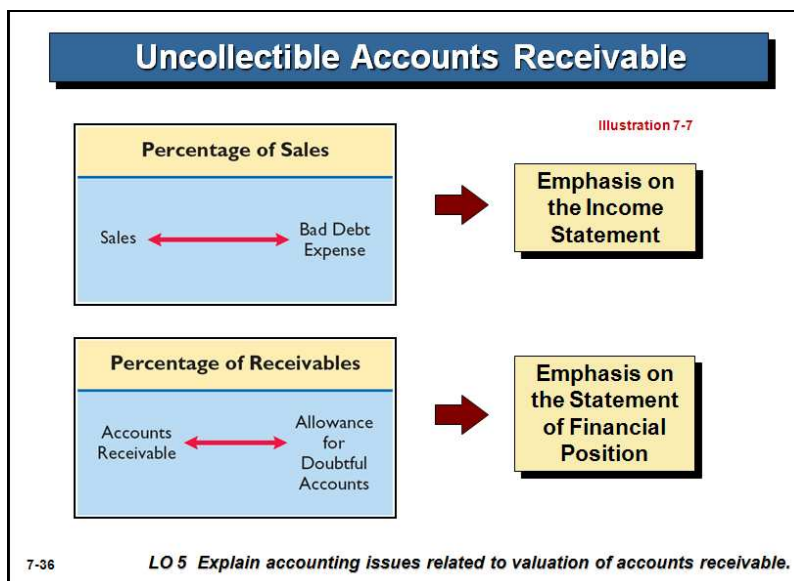 Uncollectible Accounts Receivable
Illustration 7-7
Percentage of Sales
Sales
Bad Debt
Expense
Emphasis on
the Income
Statement
Percentage of Receivables
Accounts
Receivable
Allowance
for
Doubtful
Accounts
Emphasis on
the Statement
of Financial
Position
7-36
LO 5 Explain accounting issues related to valuation of accounts receivable.